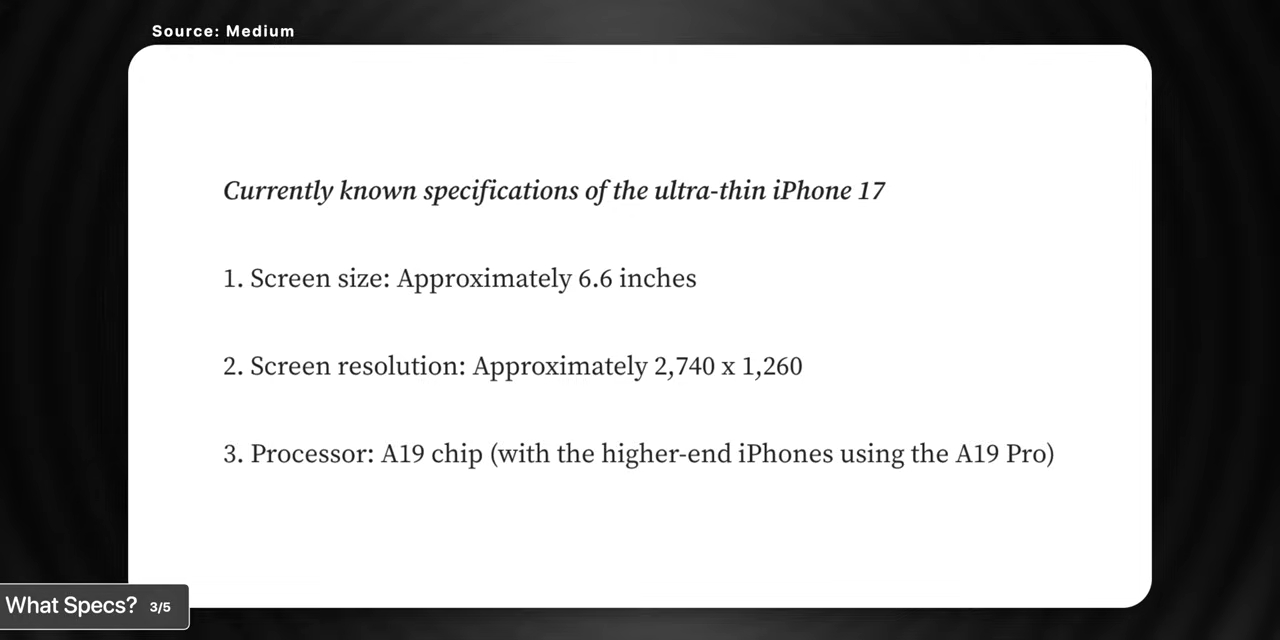 Source: Medium
Currently known specifications of the ultra-thin iPhone 17
1. Screen size: Approximately 6.6 inches
2. Screen resolution: Approximately 2,740 x 1,260
3. Processor: A19 chip (with the higher-end iPhones using the A19 Pro)
What Specs? 3/5